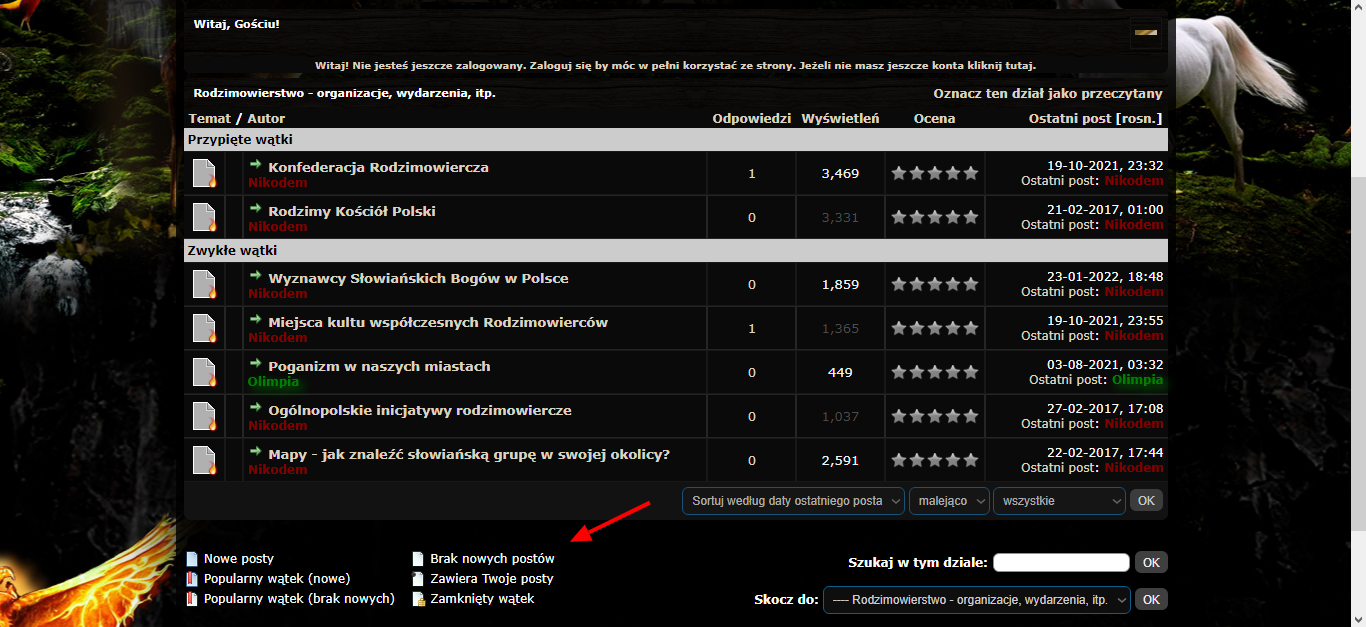 Witaj, Gościu!
Witaj! Nie jesteś jeszcze zalogowany. Zaloguj się by móc w pełni korzystać ze strony. Jeżeli nie masz jeszcze konta kliknij tutaj.
Rodzimowierstwo - organizacje, wydarzenia, itp. Oznacz ten dział jako przeczytany
Temat / Autor Odpowiedzi Wyświetleń Ocena Ostatni post [rosn.]
Przypięte wątki
Konfederacja Rodzimowiercza 1 3,469 19-10-2021, 23:32
Nikodem Ostatni post: Nikodem
Rodzimy Kościół Polski 0 3,331 21-02-2017, 01:00
Nikodem Ostatni post: Nikodem
Zwykłe wątki
Wyznawcy Słowiańskich Bogów w Polsce 0 1,859 23-01-2022, 18:48
Nikodem Ostatni post: Nikodem
Miejsca kultu współczesnych Rodzimowierców 1 1,365 19-10-2021, 23:55
Nikodem Ostatni post: Nikodem
Poganizm w naszych miastach 0 449 03-08-2021, 03:32
Olimpia Ostatni post: Olimpia
Ogólnopolskie inicjatywy rodzimowiercze 0 1,037 27-02-2017, 17:08
Nikodem Ostatni post: Nikodem
Mapy - jak znaleźć słowiańską grupę w swojej okolicy? 0 2,591 22-02-2017, 17:44
Nikodem Ostatni post: Nikodem
Sortuj według daty ostatniego posta malejąco wszystkie OK
Nowe posty Brak nowych postów Szukaj w tym dziale: OK
Popularny wątek (nowe) Zawiera Twoje posty
Popularny wątek (brak nowych) Zamknięty wątek Skocz do: ---- Rodzimowierstwo - organizacje, wydarzenia, itp. OK